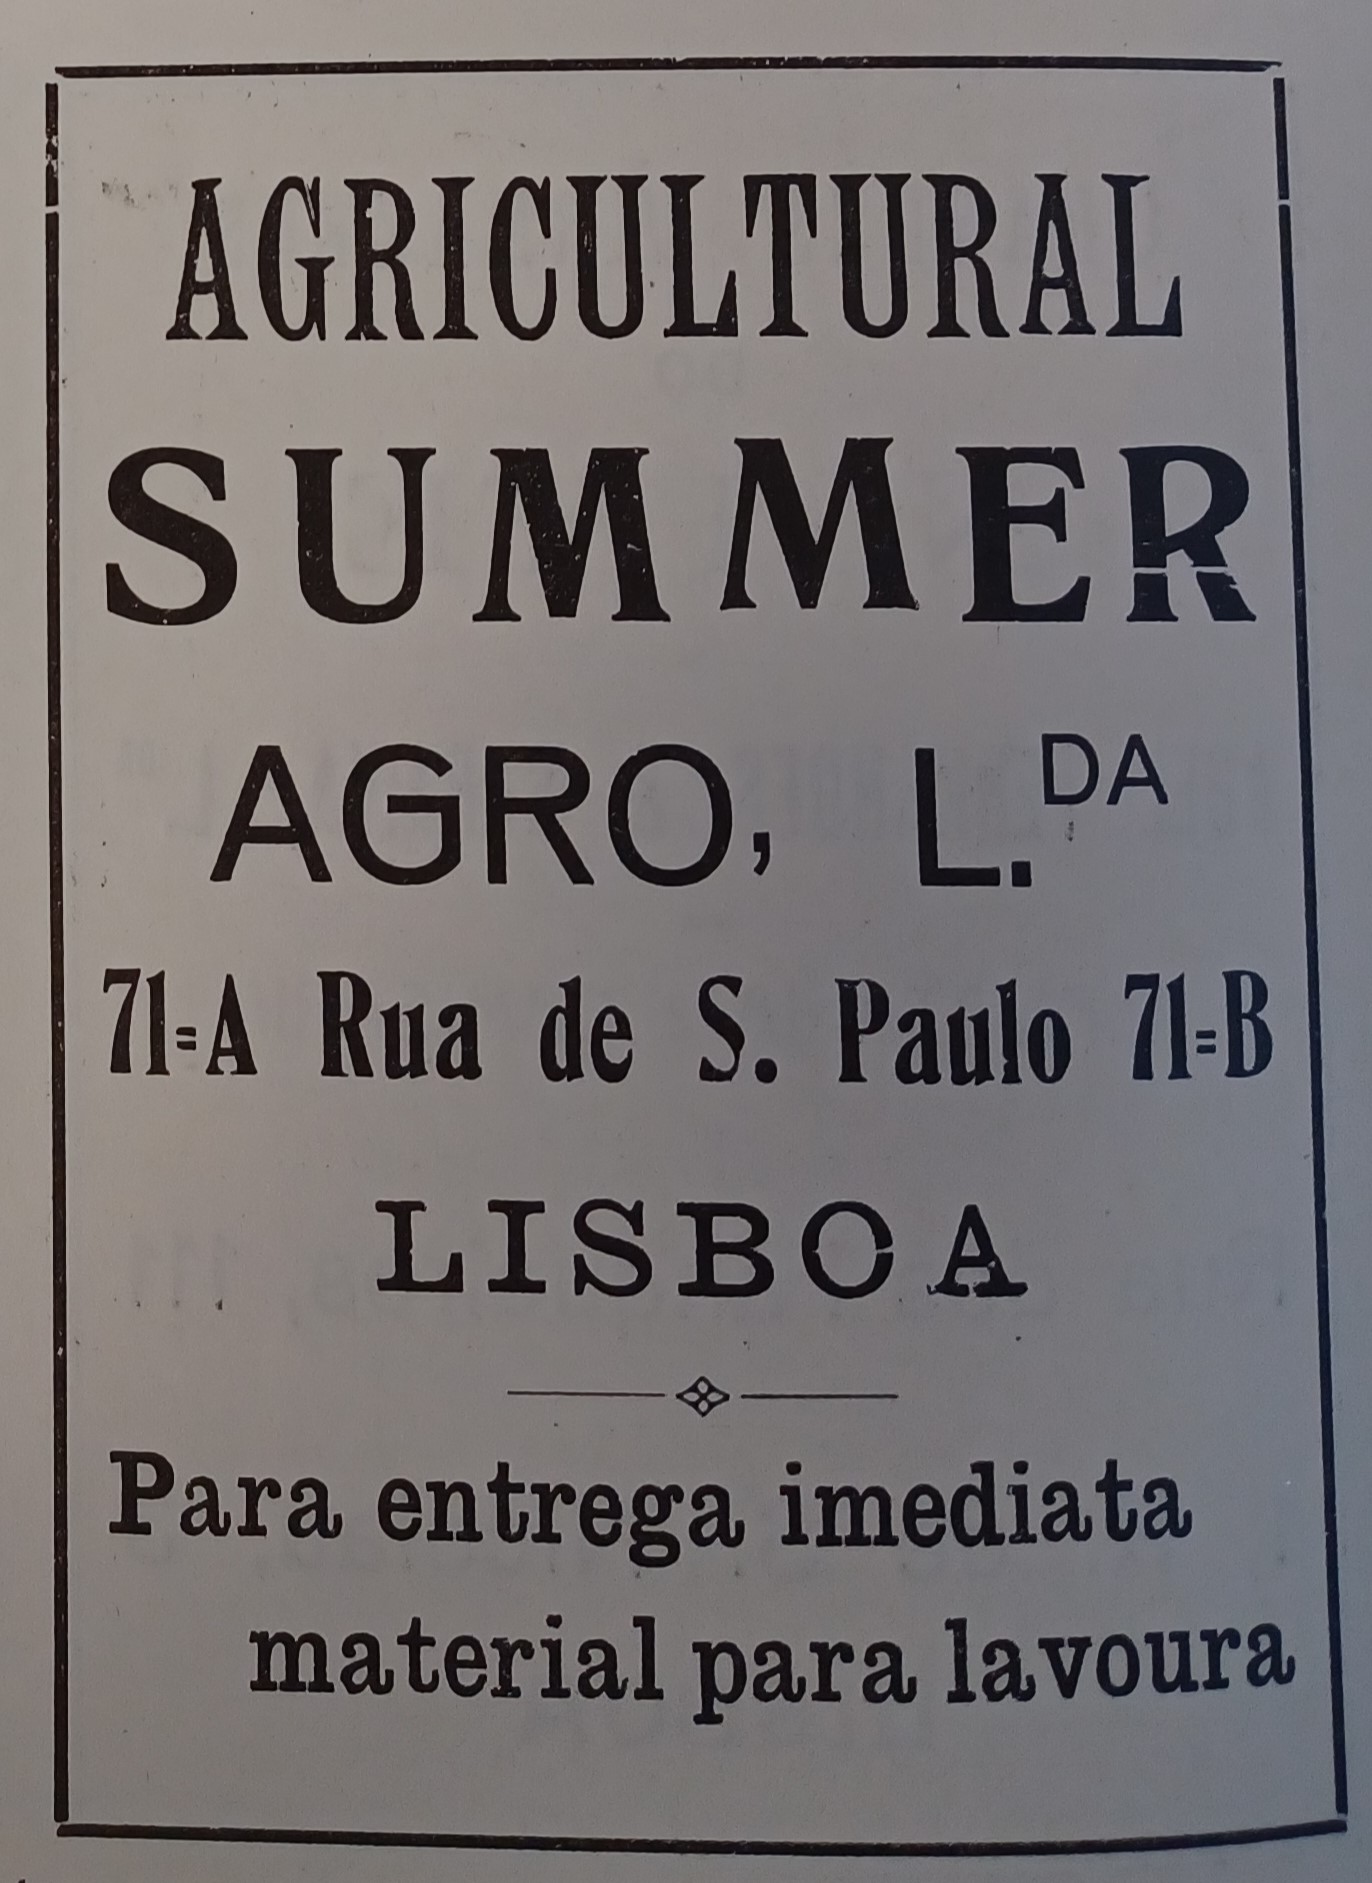 AGRICULTURAL
SUMMER
AGRO, L.DA
71=A Rua de S. Paulo 71=B
LISBOA
Para entrega imediata
material para lavoura